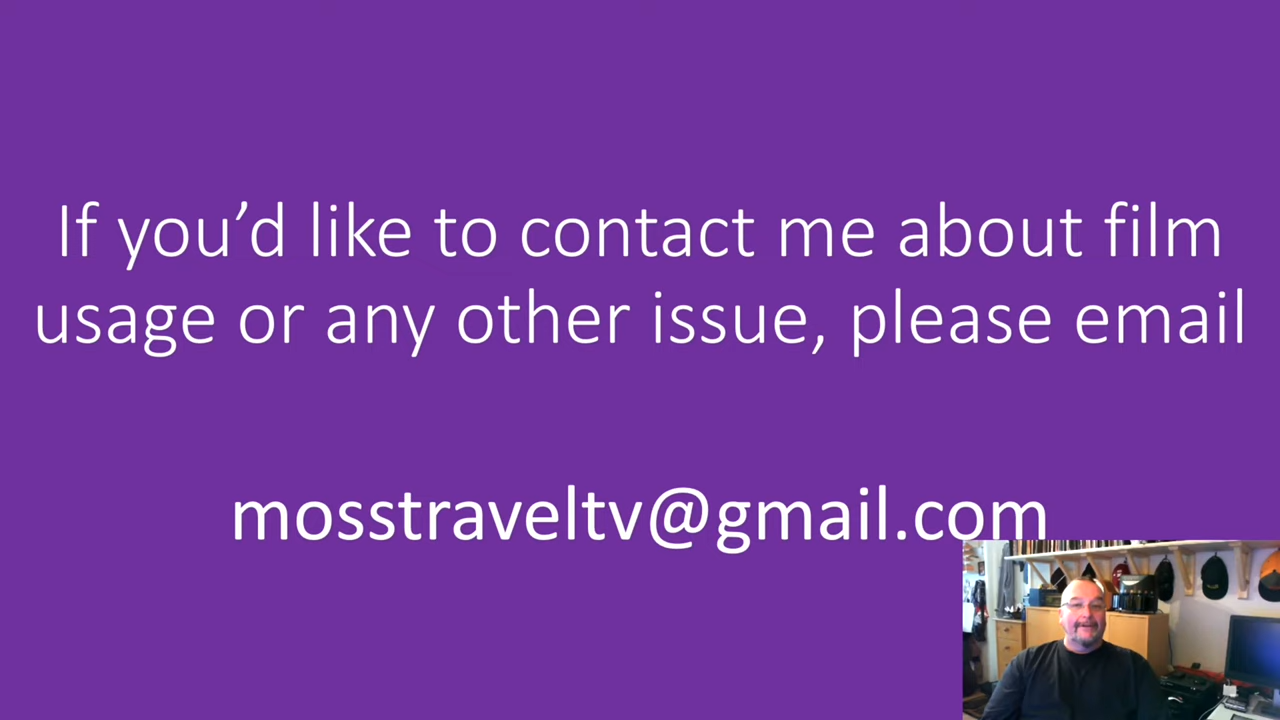 If you’d like to contact me about film
usage or any other issue, please email
mosstraveltv@gmail.com